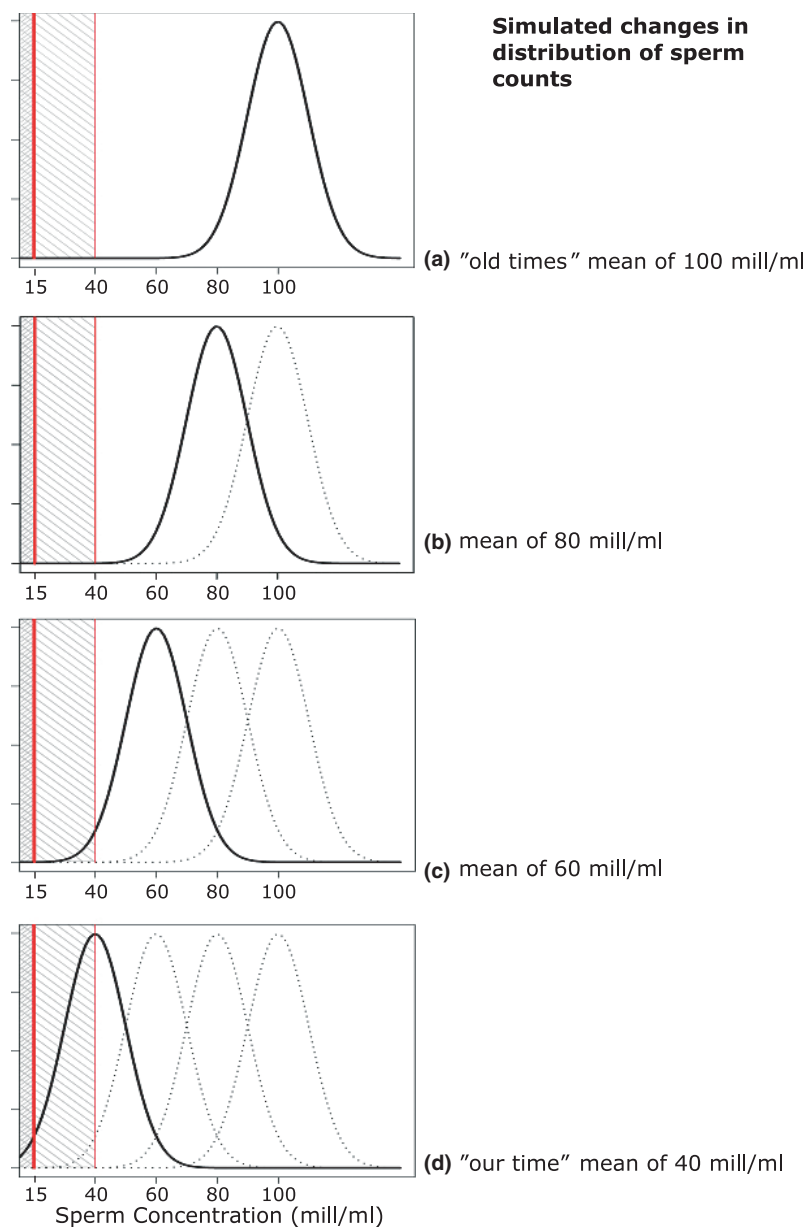 Simulated changes in
distribution of sperm
counts
15 40 60 80 100
(a) ”old times” mean of 100 mill/ml
15 40 60 80 100
(b) mean of 80 mill/ml
15 40 60 80 100
(c) mean of 60 mill/ml
15 40 60 80 100
(d) ”our time” mean of 40 mill/ml
Sperm Concentration (mill/ml)